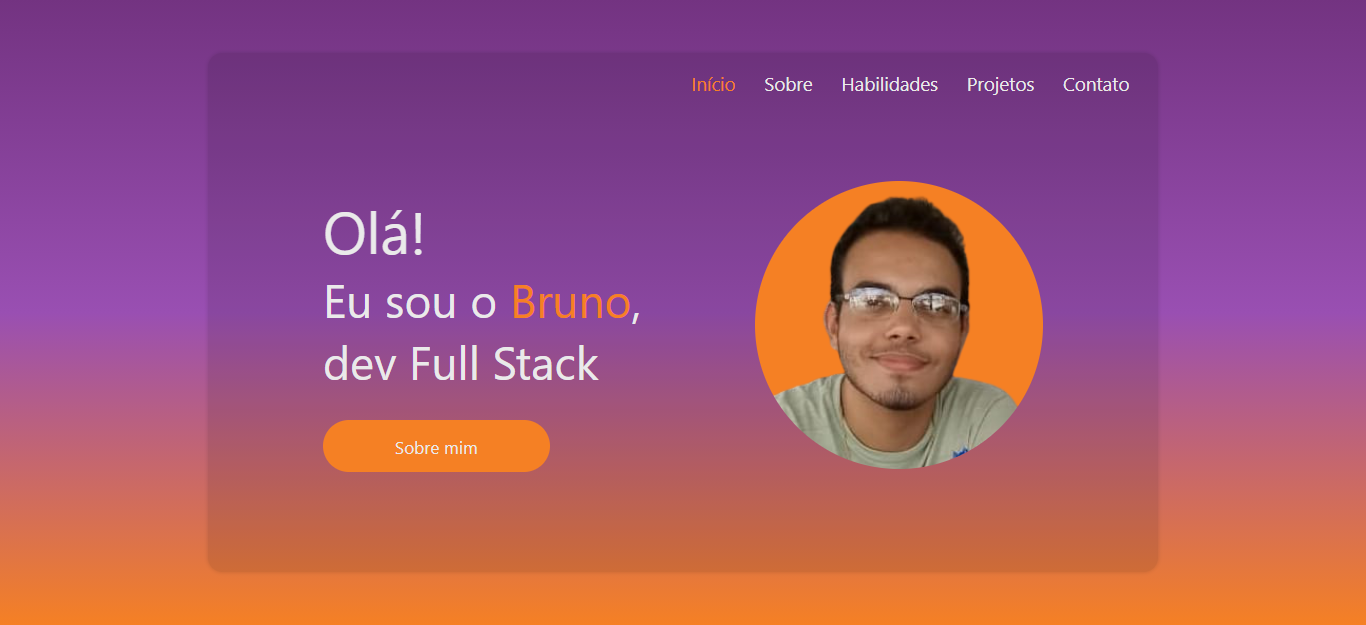 Início Sobre Habilidades Projetos Contato
Olá!
Eu sou o Bruno,
dev Full Stack
Sobre mim